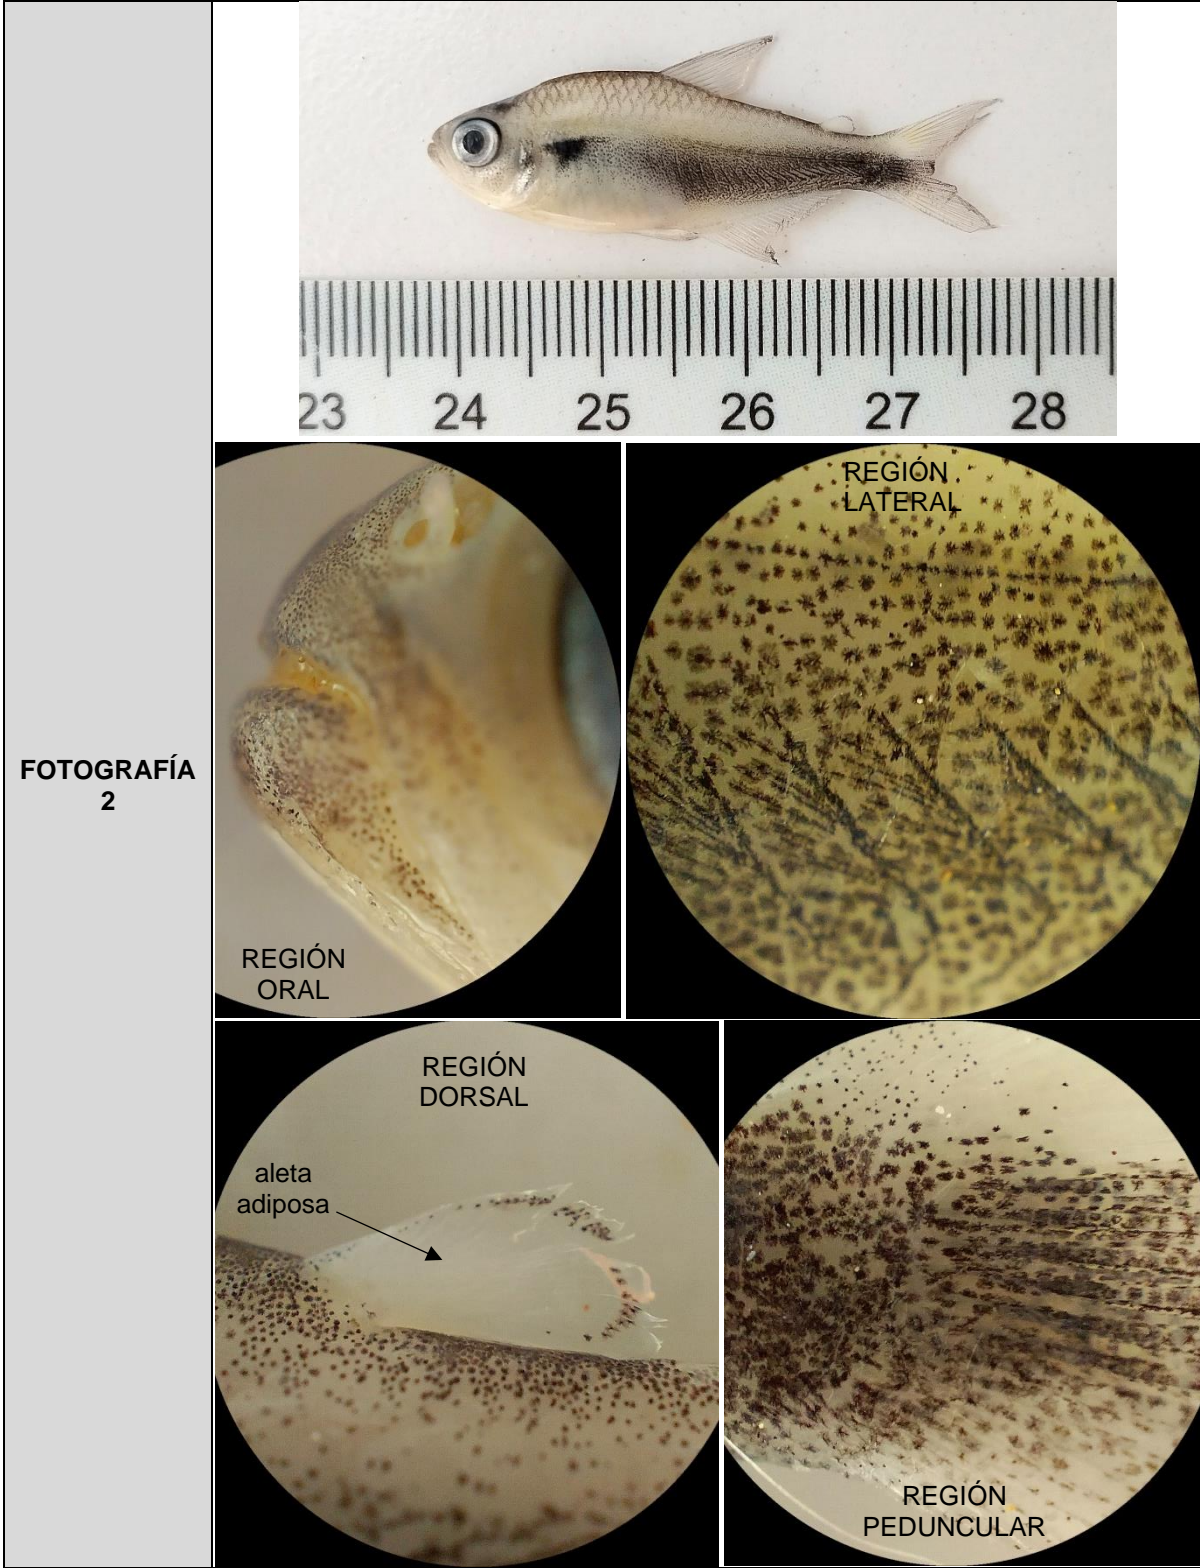 FOTOGRAFÍA
2
23 24 25 26 27 28
REGIÓN
ORAL
REGIÓN
LATERAL
REGIÓN
DORSAL
aleta
adiposa
REGIÓN
PEDUNCULAR